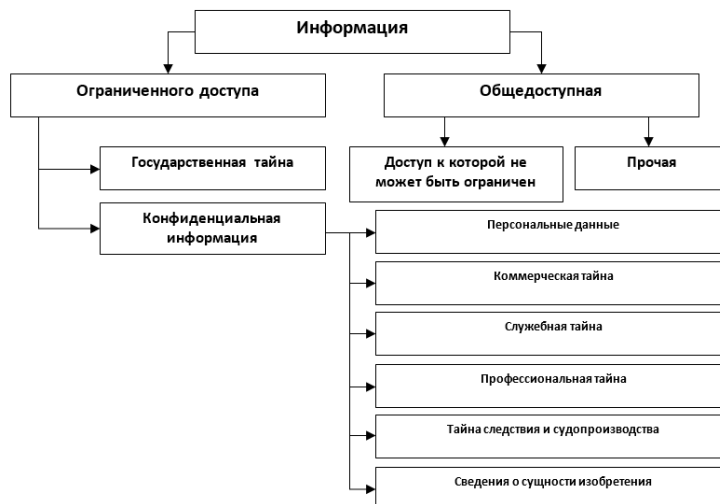 Информация
Ограниченного доступа
Общедоступная
Государственная тайна
Доступ к которой не
может быть ограничен
Прочая
Конфиденциальная
информация
Персональные данные
Коммерческая тайна
Служебная тайна
Профессиональная тайна
Тайна следствия и судопроизводства
Сведения о сущности изобретения